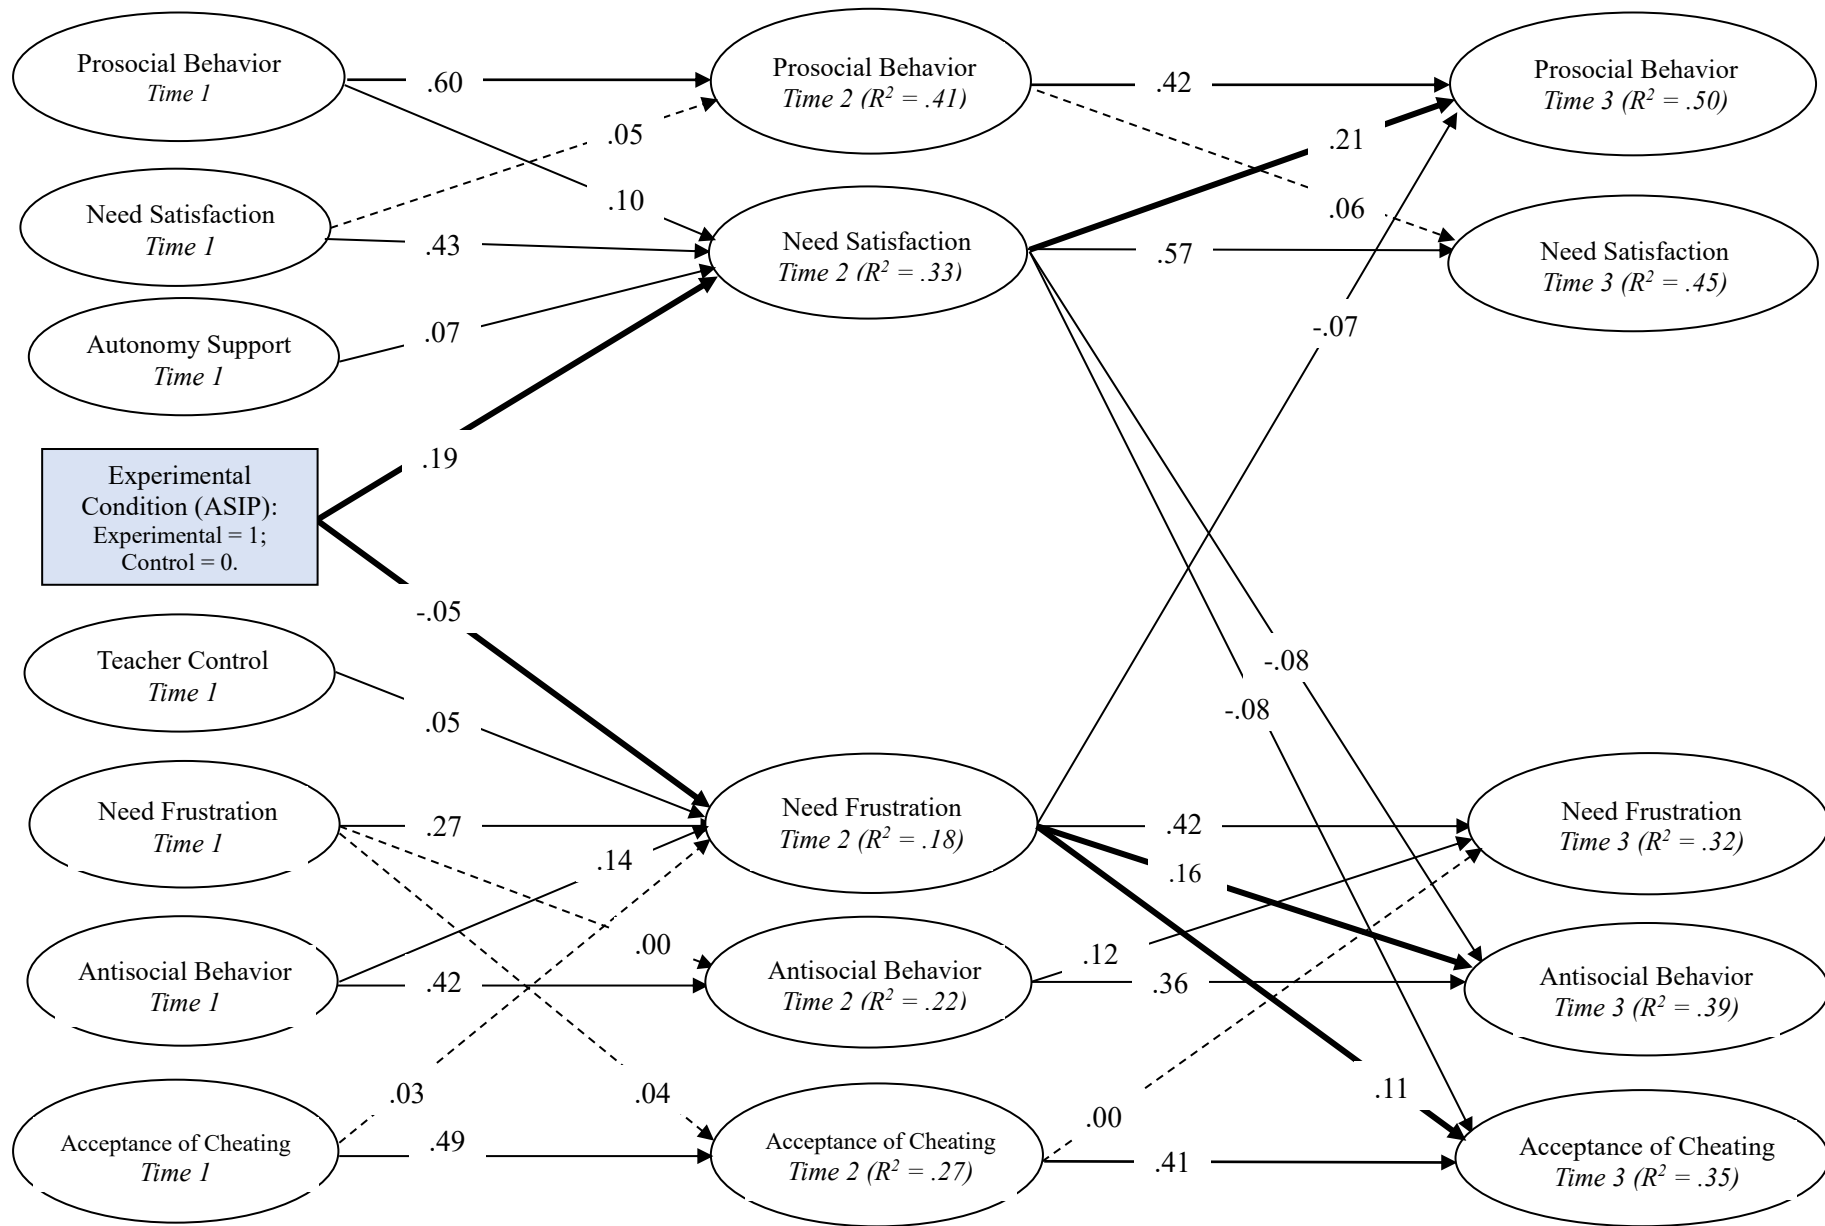 Prosocial Behavior
Time 1
.60
Prosocial Behavior
Time 2 (R² = .41)
.42
Prosocial Behavior
Time 3 (R² = .50)
.05
.21
.10
Need Satisfaction
Time 1
.43
Need Satisfaction
Time 2 (R² = .33)
.06
.57
Need Satisfaction
Time 3 (R² = .45)
Autonomy Support
Time 1
.07
-.07
.19
Experimental
Condition (ASIP):
Experimental = 1;
Control = 0.
-.05
Teacher Control
Time 1
.05
-.08
-.08
Need Frustration
Time 1
.27
.14
Need Frustration
Time 2 (R² = .18)
.42
.16
Need Frustration
Time 3 (R² = .32)
Antisocial Behavior
Time 1
.42
.00
Antisocial Behavior
Time 2 (R² = .22)
.12
.36
Antisocial Behavior
Time 3 (R² = .39)
.03
.04
.11
.00
Acceptance of Cheating
Time 1
.49
Acceptance of Cheating
Time 2 (R² = .27)
.41
Acceptance of Cheating
Time 3 (R² = .35)